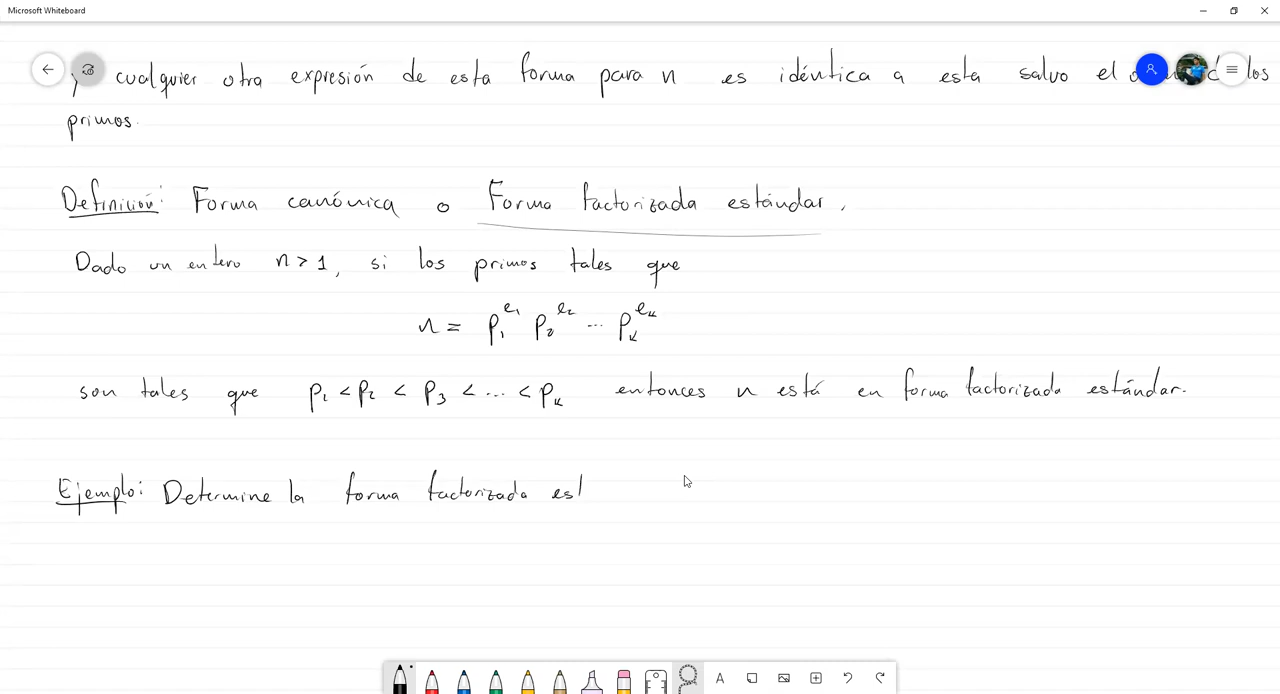 Microsoft Whiteboard
y cualquier otra expresión de esta forma para n es idéntica a esta salvo el los
primos.
Definición: Forma canónica o Forma factorizada estándar.
Dado un entero n > 1, si los primos tales que
n = p₁^e₁ p₂^e₂ ... pₖ^eₖ
son tales que p₁ < p₂ < p₃ < ... < pₖ entonces n está en forma factorizada estándar.
Ejemplo: Determine la forma factorizada est